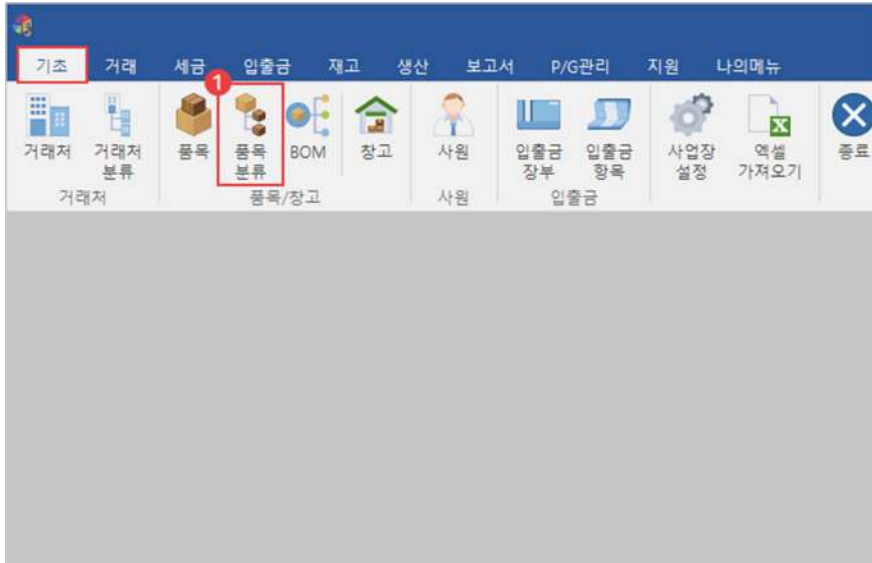 기초 거래 세금 입출금 재고 생산 보고서 P/G관리 지원 나의메뉴
1
거래처 거래처 품목 품목 BOM 창고 사원 입출금 입출금 사업장 엑셀 종료
분류 분류 장부 항목 설정 가져오기
거래처 품목/창고 사원 입출금